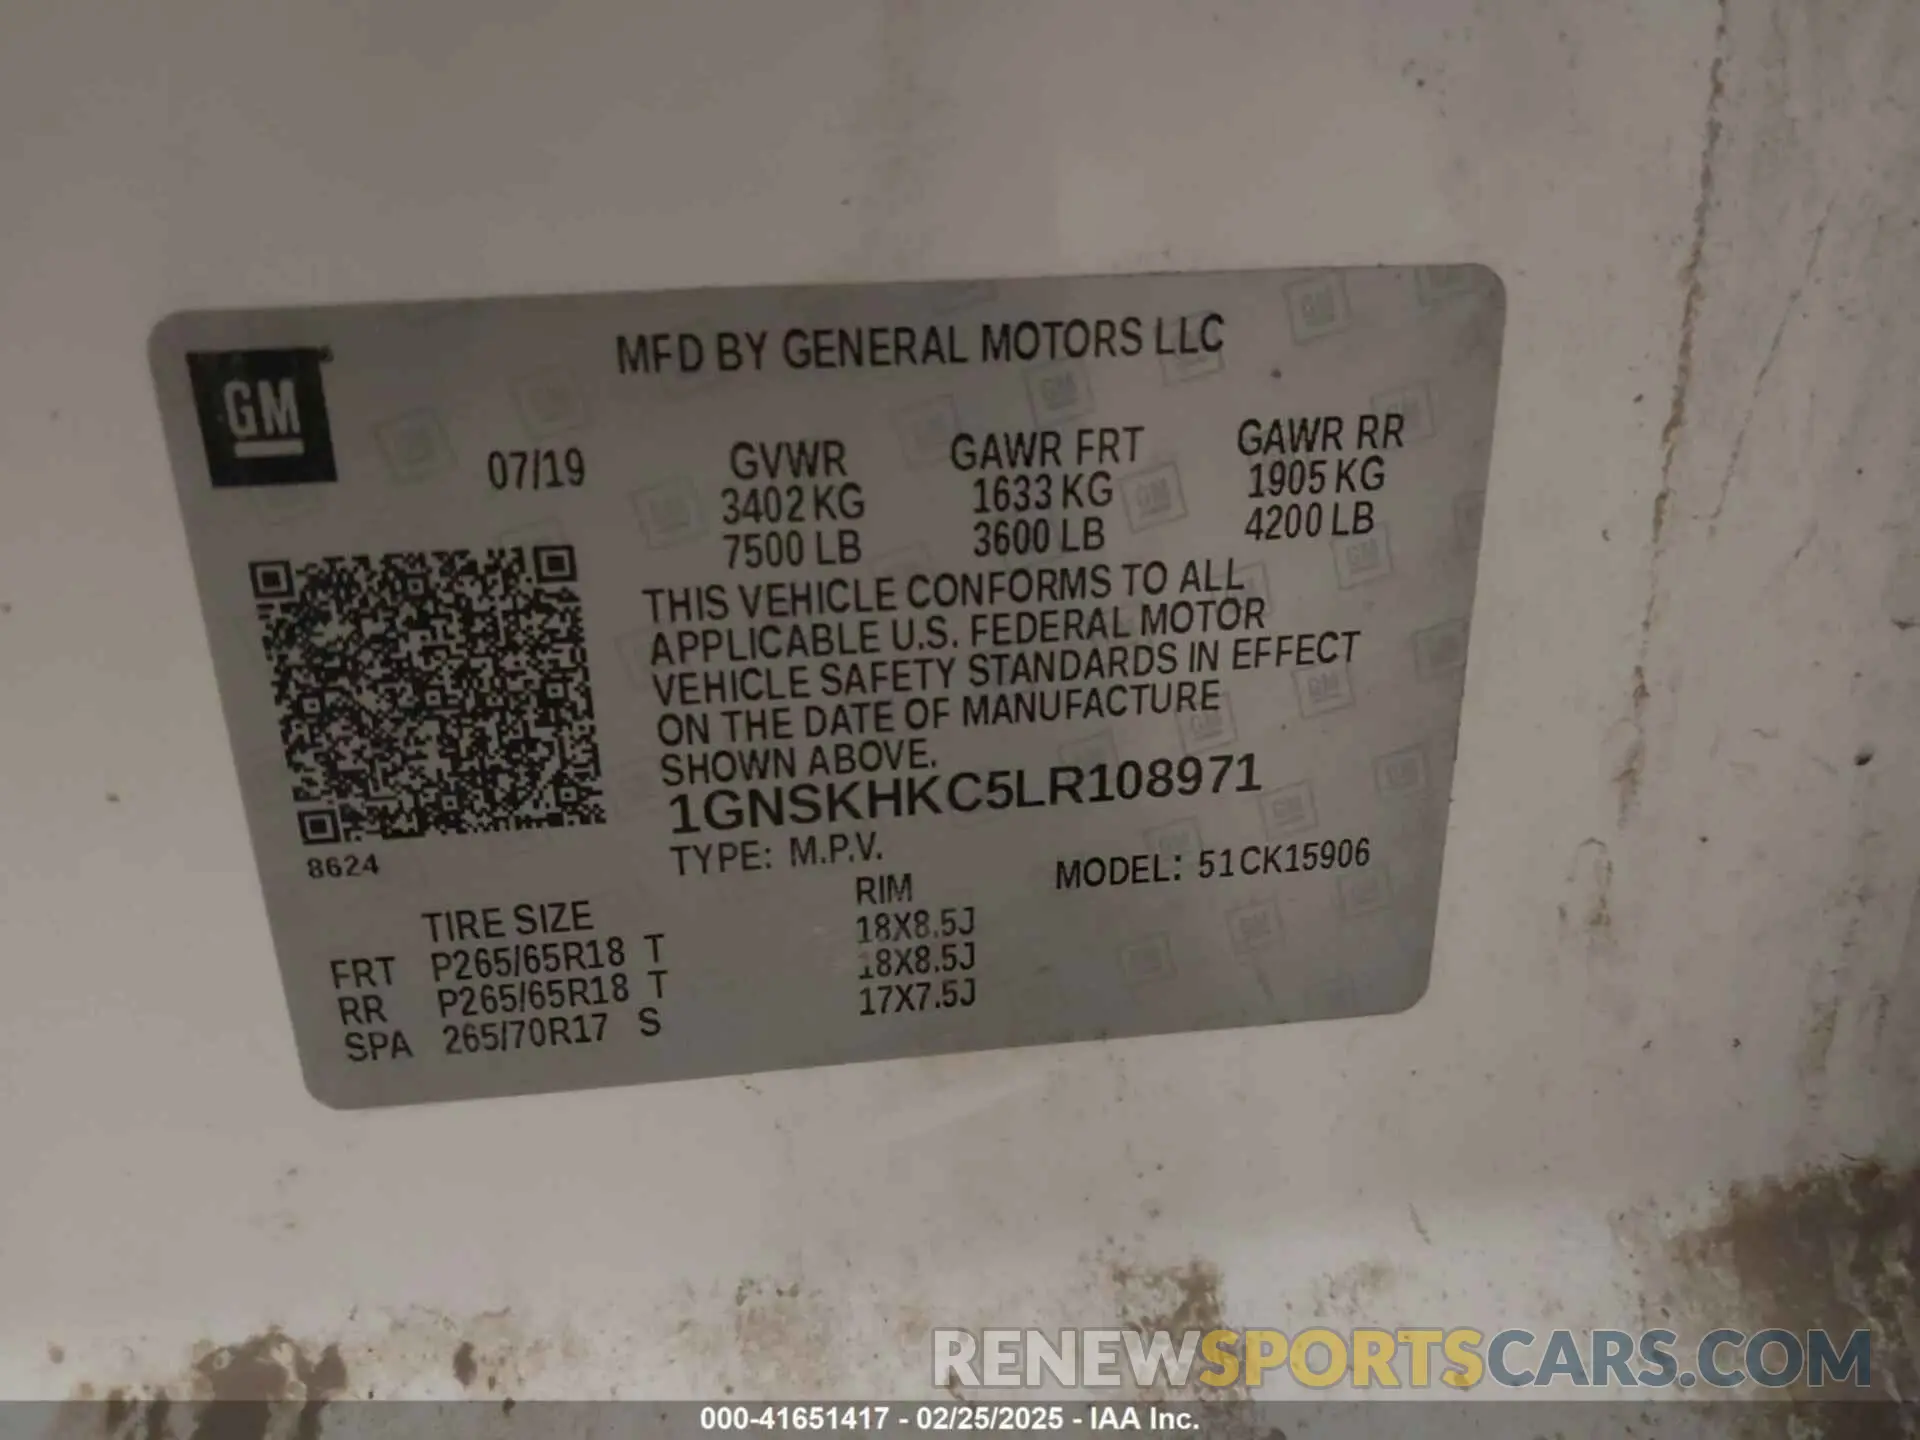 MFD BY GENERAL MOTORS LLC
GM
07/19 GVWR GAWR FRT GAWR RR
3402 KG 1633 KG 1905 KG
7500 LB 3600 LB 4200 LB
THIS VEHICLE CONFORMS TO ALL
APPLICABLE U.S. FEDERAL MOTOR
VEHICLE SAFETY STANDARDS IN EFFECT
ON THE DATE OF MANUFACTURE
SHOWN ABOVE.
1GNSKHKC5LR108971
8624 TYPE: M.P.V. MODEL: 51CK15906
TIRE SIZE RIM
FRT P265/65R18 T 18X8.5J
RR P265/65R18 T 18X8.5J
SPA 265/70R17 S 17X7.5J
RENEWSPORTSCARS.COM
000-41651417 - 02/25/2025 - IAA Inc.